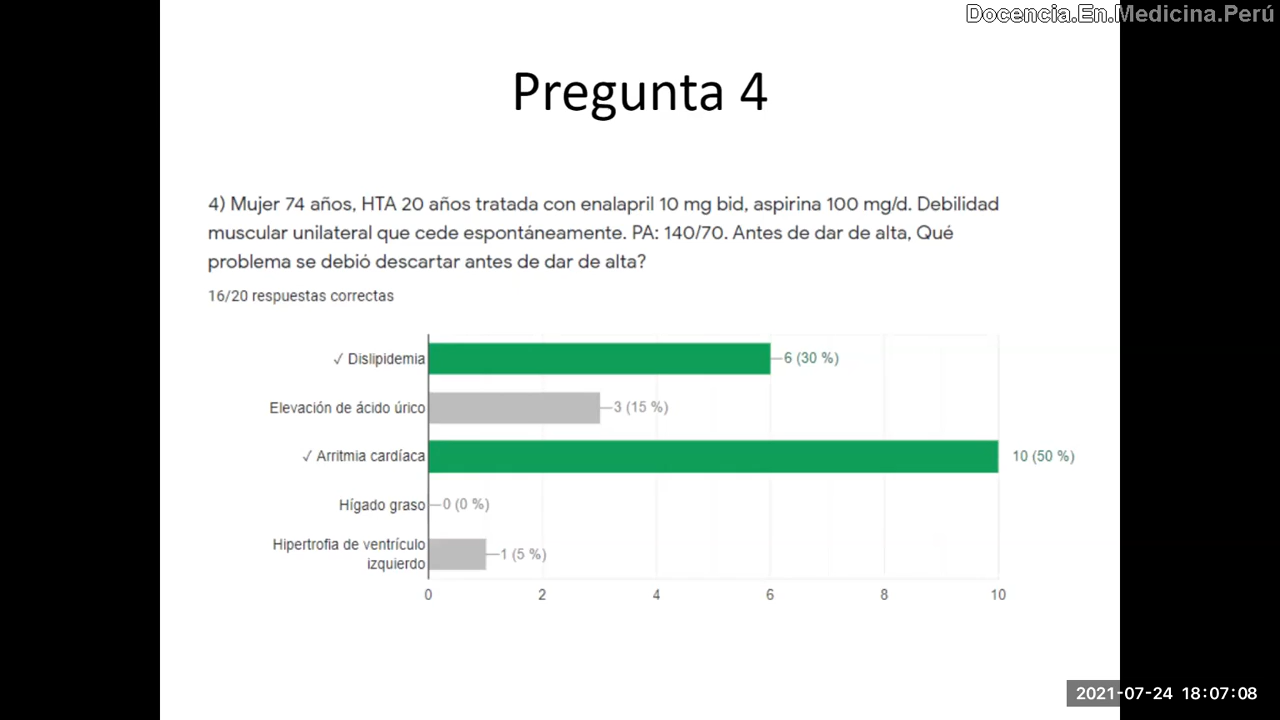 Docencia.En.Medicina.Perú
Pregunta 4
4) Mujer 74 años, HTA 20 años tratada con enalapril 10 mg bid, aspirina 100 mg/d. Debilidad
muscular unilateral que cede espontáneamente. PA: 140/70. Antes de dar de alta, Qué
problema se debió descartar antes de dar de alta?
16/20 respuestas correctas
✓ Dislipidemia 6 (30 %)
Elevación de ácido úrico 3 (15 %)
✓ Arritmia cardíaca 10 (50 %)
Hígado graso 0 (0 %)
Hipertrofia de ventrículo
izquierdo 1 (5 %)
0 2 4 6 8 10
2021-07-24 18:07:08